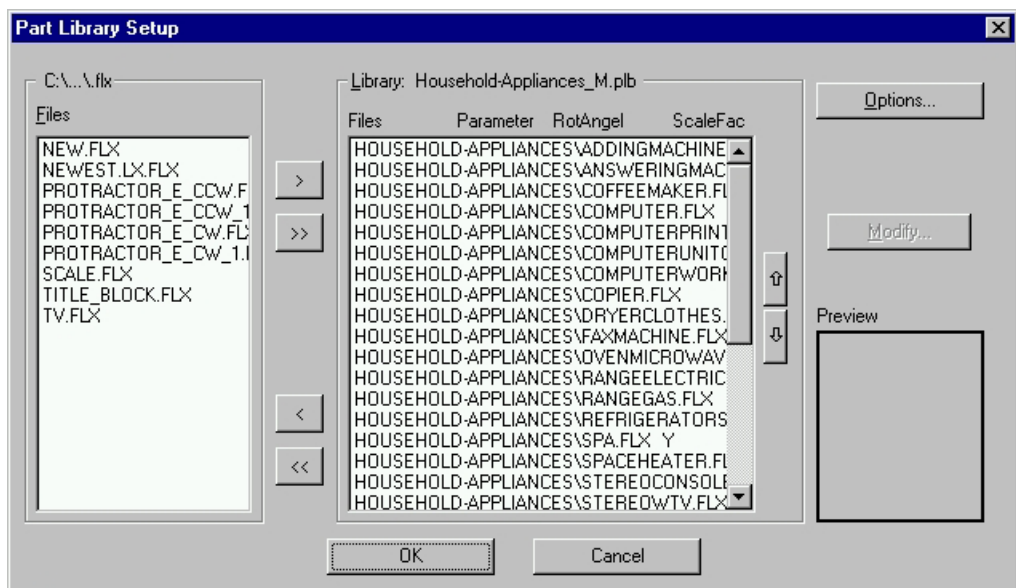 Part Library Setup
C:\...\.flx
Files
NEW.FLX
NEWEST.LX.FLX
PROTRACTOR_E_CCW.F
PROTRACTOR_E_CCW_1
PROTRACTOR_E_CW.FL
PROTRACTOR_E_CW_1.
SCALE.FLX
TITLE_BLOCK.FLX
TV.FLX
>
>>
<
<<
Library: Household-Appliances_M.plb
Files Parameter RotAngel ScaleFac
HOUSEHOLD-APPLIANCES\ADDINGMACHINE
HOUSEHOLD-APPLIANCES\ANSWERINGMAC
HOUSEHOLD-APPLIANCES\COFFEEMAKER.FL
HOUSEHOLD-APPLIANCES\COMPUTER.FLX
HOUSEHOLD-APPLIANCES\COMPUTERPRINT
HOUSEHOLD-APPLIANCES\COMPUTERUNIT
HOUSEHOLD-APPLIANCES\COMPUTERWORK
HOUSEHOLD-APPLIANCES\COPIER.FLX
HOUSEHOLD-APPLIANCES\DRYERCLOTHES.
HOUSEHOLD-APPLIANCES\FAXMACHINE.FLX
HOUSEHOLD-APPLIANCES\OVENMICROWAV
HOUSEHOLD-APPLIANCES\RANGEELECTRIC
HOUSEHOLD-APPLIANCES\RANGEGAS.FLX
HOUSEHOLD-APPLIANCES\REFRIGERATORS
HOUSEHOLD-APPLIANCES\SPA.FLX Y
HOUSEHOLD-APPLIANCES\SPACEHEATER.FL
HOUSEHOLD-APPLIANCES\STEREOCONSOLE
HOUSEHOLD-APPLIANCES\STEREOWTV.FLX
Options...
Modify...
Preview
OK
Cancel